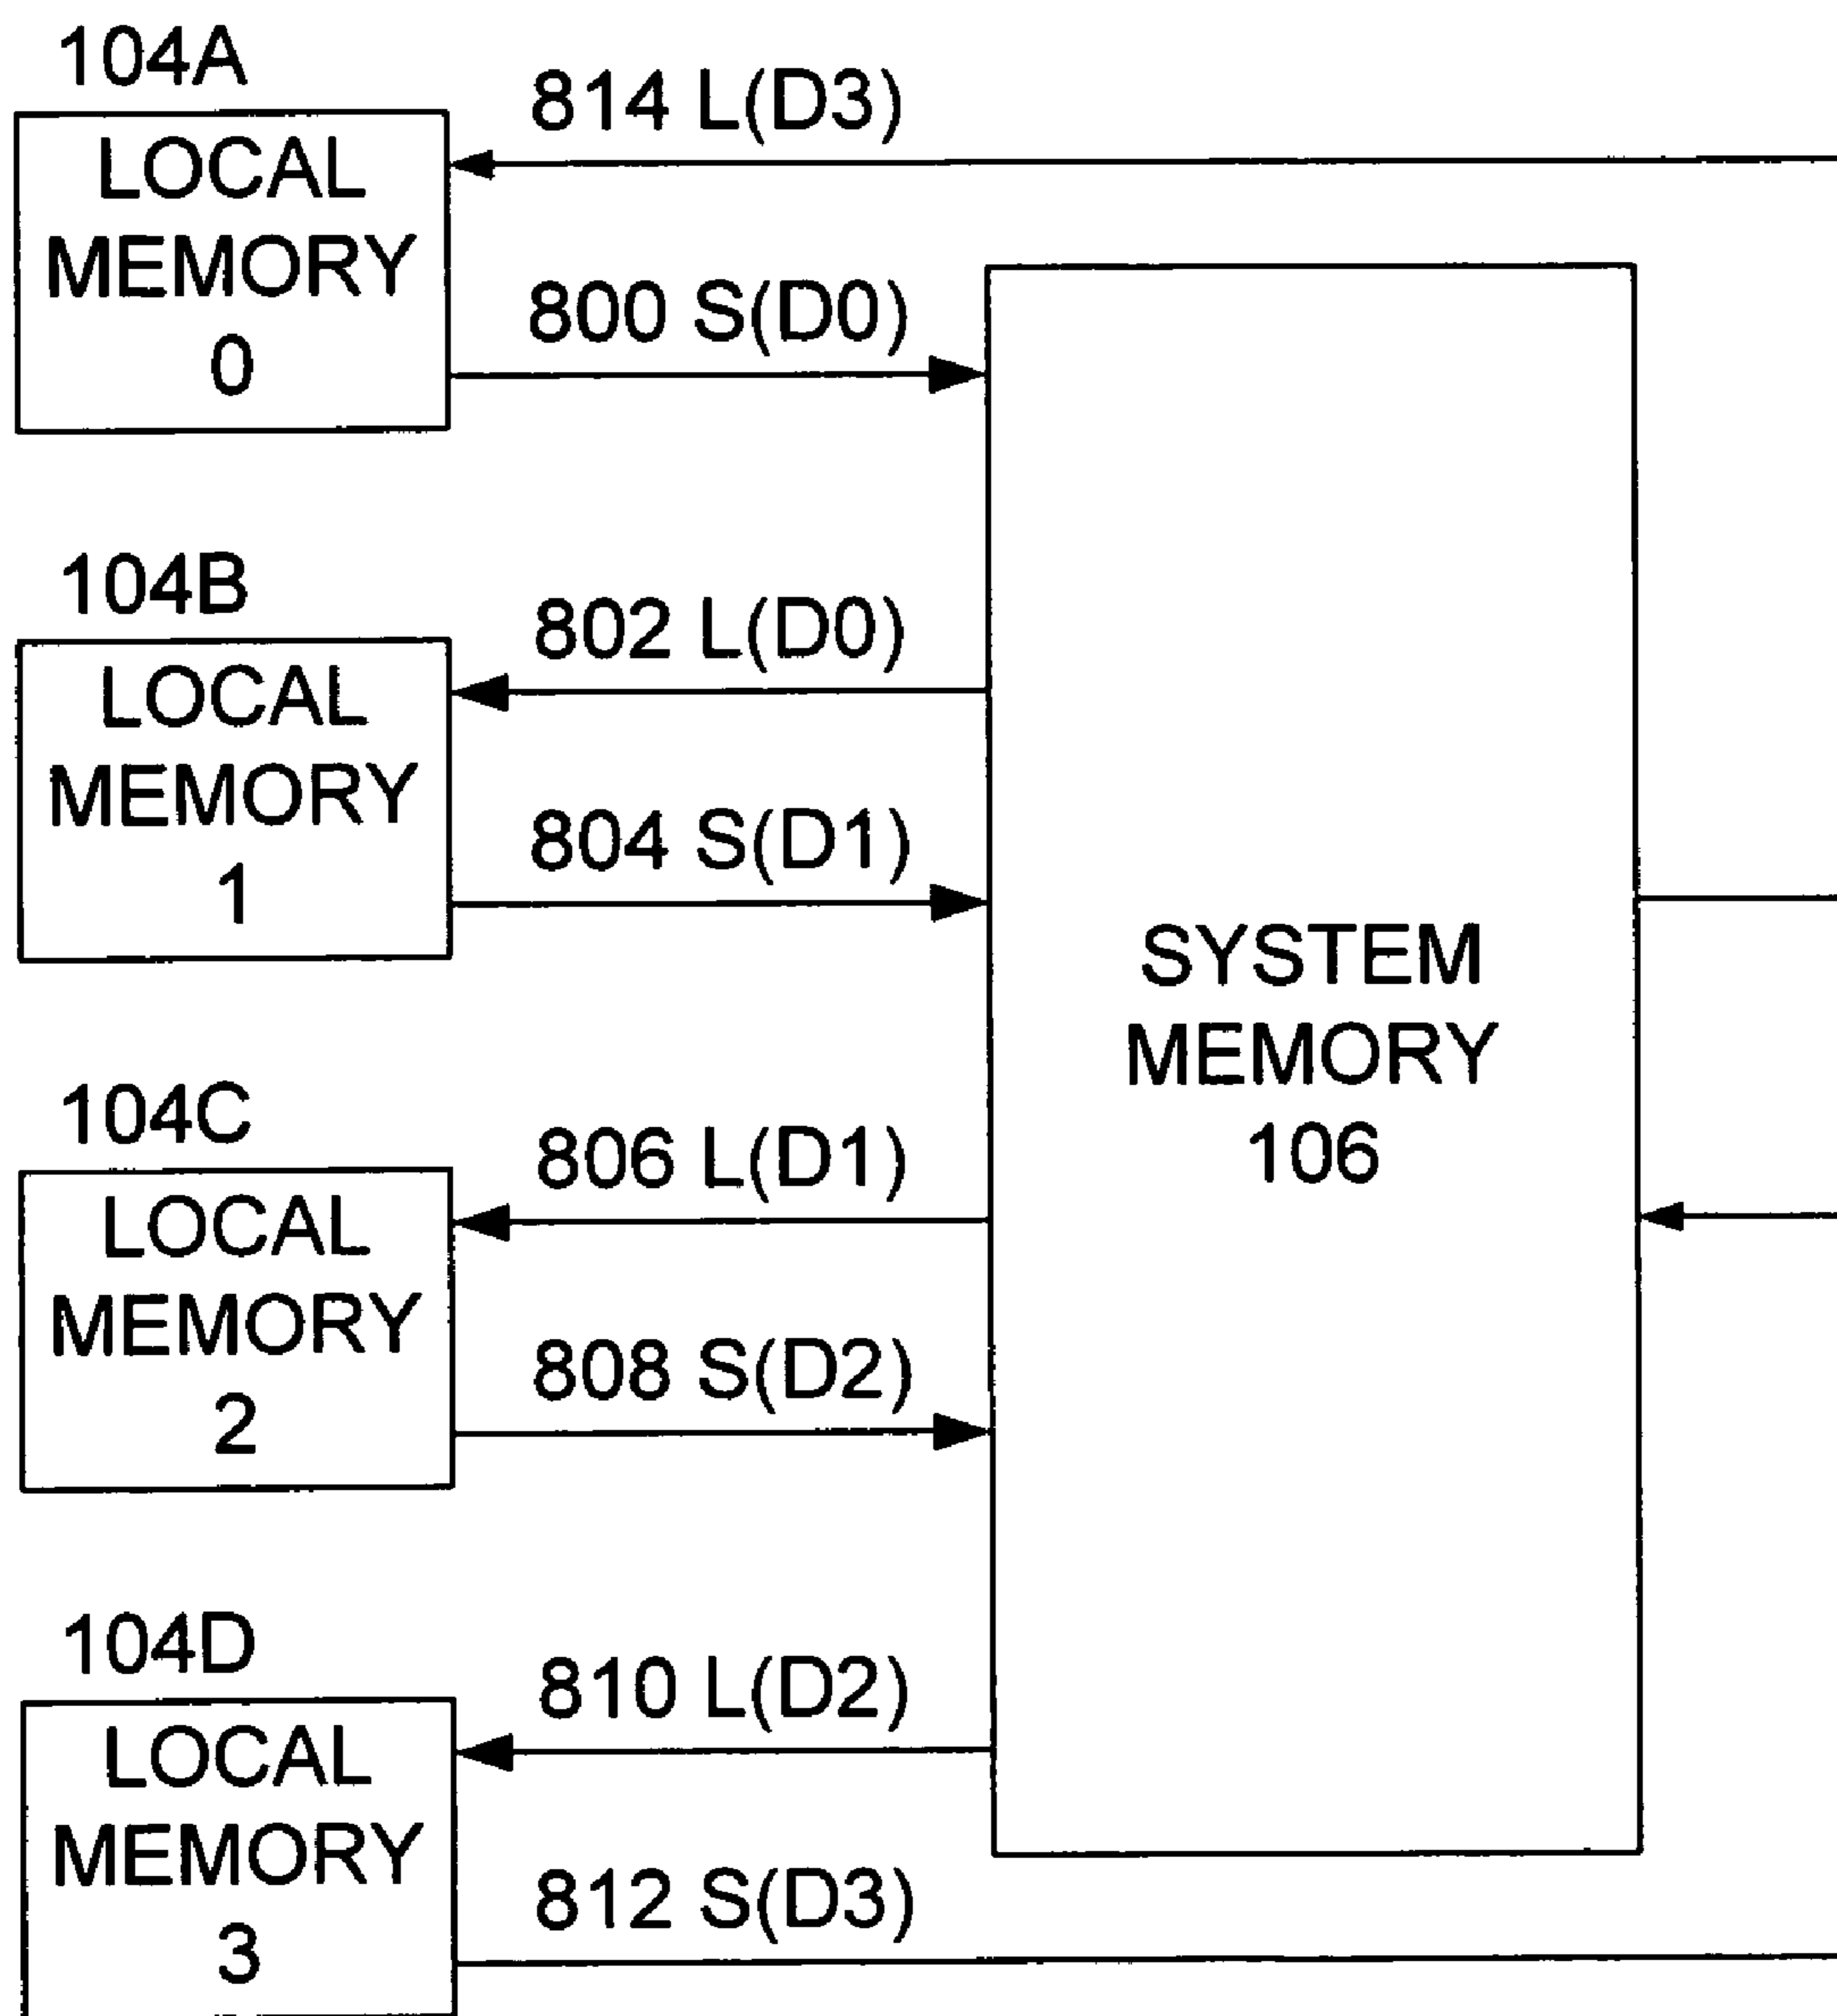 104A
LOCAL
MEMORY
0
814 L(D3)
800 S(D0)
104B
LOCAL
MEMORY
1
802 L(D0)
804 S(D1)
104C
LOCAL
MEMORY
2
806 L(D1)
808 S(D2)
104D
LOCAL
MEMORY
3
810 L(D2)
812 S(D3)
SYSTEM
MEMORY
106